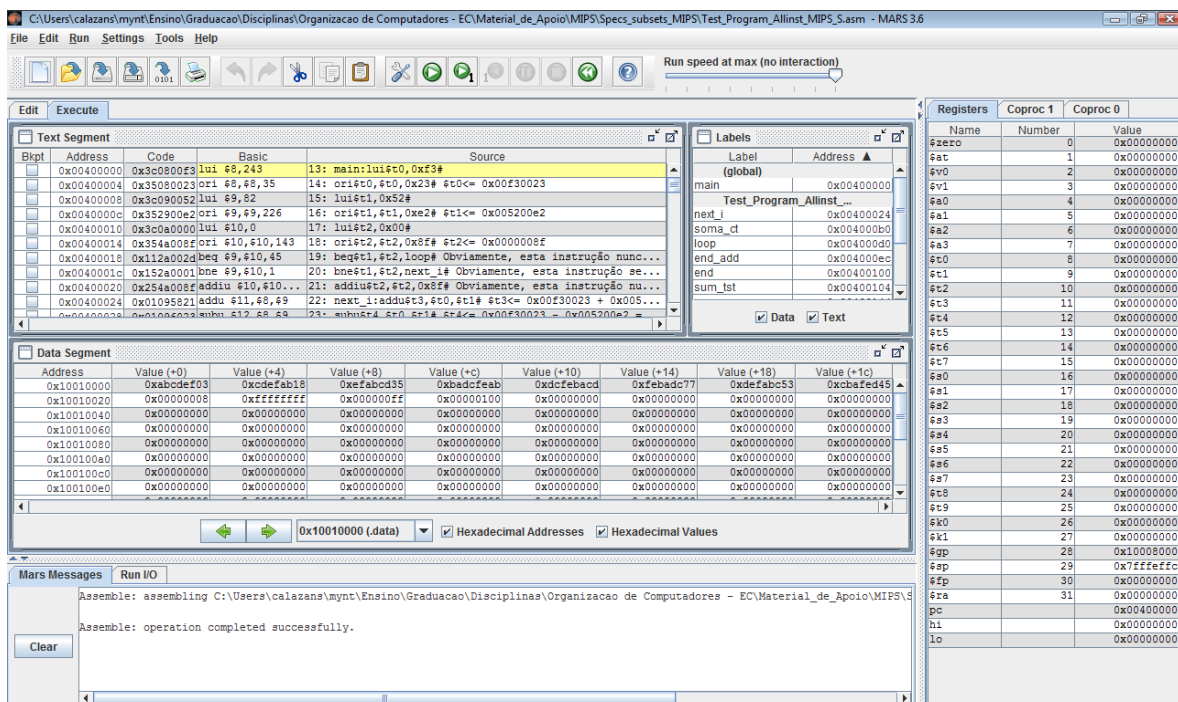 C:\Users\calazans\mynt\Ensino\Graduacao\Disciplinas\Organizacao de Computadores - EC\Material_de_Apoio\MIPS\Specs_subsets_MIPS\Test_Program_Allinst_MIPS_S.asm - MARS 3.6
File Edit Run Settings Tools Help
Run speed at max (no interaction)
Edit Execute
Text Segment
Bkpt Address Code Basic Source
0x00400000 0x3c0800f3 lui $8,243 13: main:lui$t0,0xf3#
0x00400004 0x35080023 ori $8,$8,35 14: ori$t0,$t0,0x23# $t0<= 0x00f30023
0x00400008 0x3c090052 lui $9,82 15: lui$t1,0x52#
0x0040000c 0x352900e2 ori $9,$9,226 16: ori$t1,$t1,0xe2# $t1<= 0x005200e2
0x00400010 0x3c0a0000 lui $10,0 17: lui$t2,0x00#
0x00400014 0x354a008f ori $10,$10,143 18: ori$t2,$t2,0x8f# $t2<= 0x0000008f
0x00400018 0x112a002d beq $9,$10,45 19: beq$t1,$t2,loop# Obviamente, esta instrução nunc...
0x0040001c 0x152a0001 bne $9,$10,1 20: bne$t1,$t2,next_i# Obviamente, esta instrução se...
0x00400020 0x254a008f addiu $10,$10... 21: addiu$t2,$t2,0x8f# Obviamente, esta instrução nu...
0x00400024 0x01095821 addu $11,$8,$9 22: next_i:addu$t3,$t0,$t1# $t3<= 0x00f30023 + 0x005...
0x00400028 0x01096023 subu $12,$8,$9 23: subu$t4,$t0,$t1# $t4<= 0x00f30023 - 0x005200e2 =
Labels
Label Address ▲
(global)
main 0x00400000
Test_Program_Allinst_...
next_i 0x00400024
soma_ct 0x004000b0
loop 0x004000d0
end_add 0x004000ec
end 0x00400100
sum_tst 0x00400104
Data Text
Data Segment
Address Value (+0) Value (+4) Value (+8) Value (+c) Value (+10) Value (+14) Value (+18) Value (+1c)
0x10010000 0xabcdef03 0xcdefab18 0xefabcd35 0xbadcfeab 0xdcfebacd 0xfebadc77 0xdefabc53 0xcbafed45
0x10010020 0x00000008 0xffffffff 0x000000ff 0x00000100 0x00000000 0x00000000 0x00000000 0x00000000
0x10010040 0x00000000 0x00000000 0x00000000 0x00000000 0x00000000 0x00000000 0x00000000 0x00000000
0x10010060 0x00000000 0x00000000 0x00000000 0x00000000 0x00000000 0x00000000 0x00000000 0x00000000
0x10010080 0x00000000 0x00000000 0x00000000 0x00000000 0x00000000 0x00000000 0x00000000 0x00000000
0x100100a0 0x00000000 0x00000000 0x00000000 0x00000000 0x00000000 0x00000000 0x00000000 0x00000000
0x100100c0 0x00000000 0x00000000 0x00000000 0x00000000 0x00000000 0x00000000 0x00000000 0x00000000
0x100100e0 0x00000000 0x00000000 0x00000000 0x00000000 0x00000000 0x00000000 0x00000000 0x00000000
0x10010000 (.data) Hexadecimal Addresses Hexadecimal Values
Mars Messages Run I/O
Assemble: assembling C:\Users\calazans\mynt\Ensino\Graduacao\Disciplinas\Organizacao de Computadores - EC\Material_de_Apoio\MIPS\S
Assemble: operation completed successfully.
Clear
Registers Coproc 1 Coproc 0
Name Number Value
$zero 0 0x00000000
$at 1 0x00000000
$v0 2 0x00000000
$v1 3 0x00000000
$a0 4 0x00000000
$a1 5 0x00000000
$a2 6 0x00000000
$a3 7 0x00000000
$t0 8 0x00000000
$t1 9 0x00000000
$t2 10 0x00000000
$t3 11 0x00000000
$t4 12 0x00000000
$t5 13 0x00000000
$t6 14 0x00000000
$t7 15 0x00000000
$s0 16 0x00000000
$s1 17 0x00000000
$s2 18 0x00000000
$s3 19 0x00000000
$s4 20 0x00000000
$s5 21 0x00000000
$s6 22 0x00000000
$s7 23 0x00000000
$t8 24 0x00000000
$t9 25 0x00000000
$k0 26 0x00000000
$k1 27 0x00000000
$gp 28 0x10008000
$sp 29 0x7fffeffc
$fp 30 0x00000000
$ra 31 0x00000000
pc 0x00400000
hi 0x00000000
lo 0x00000000